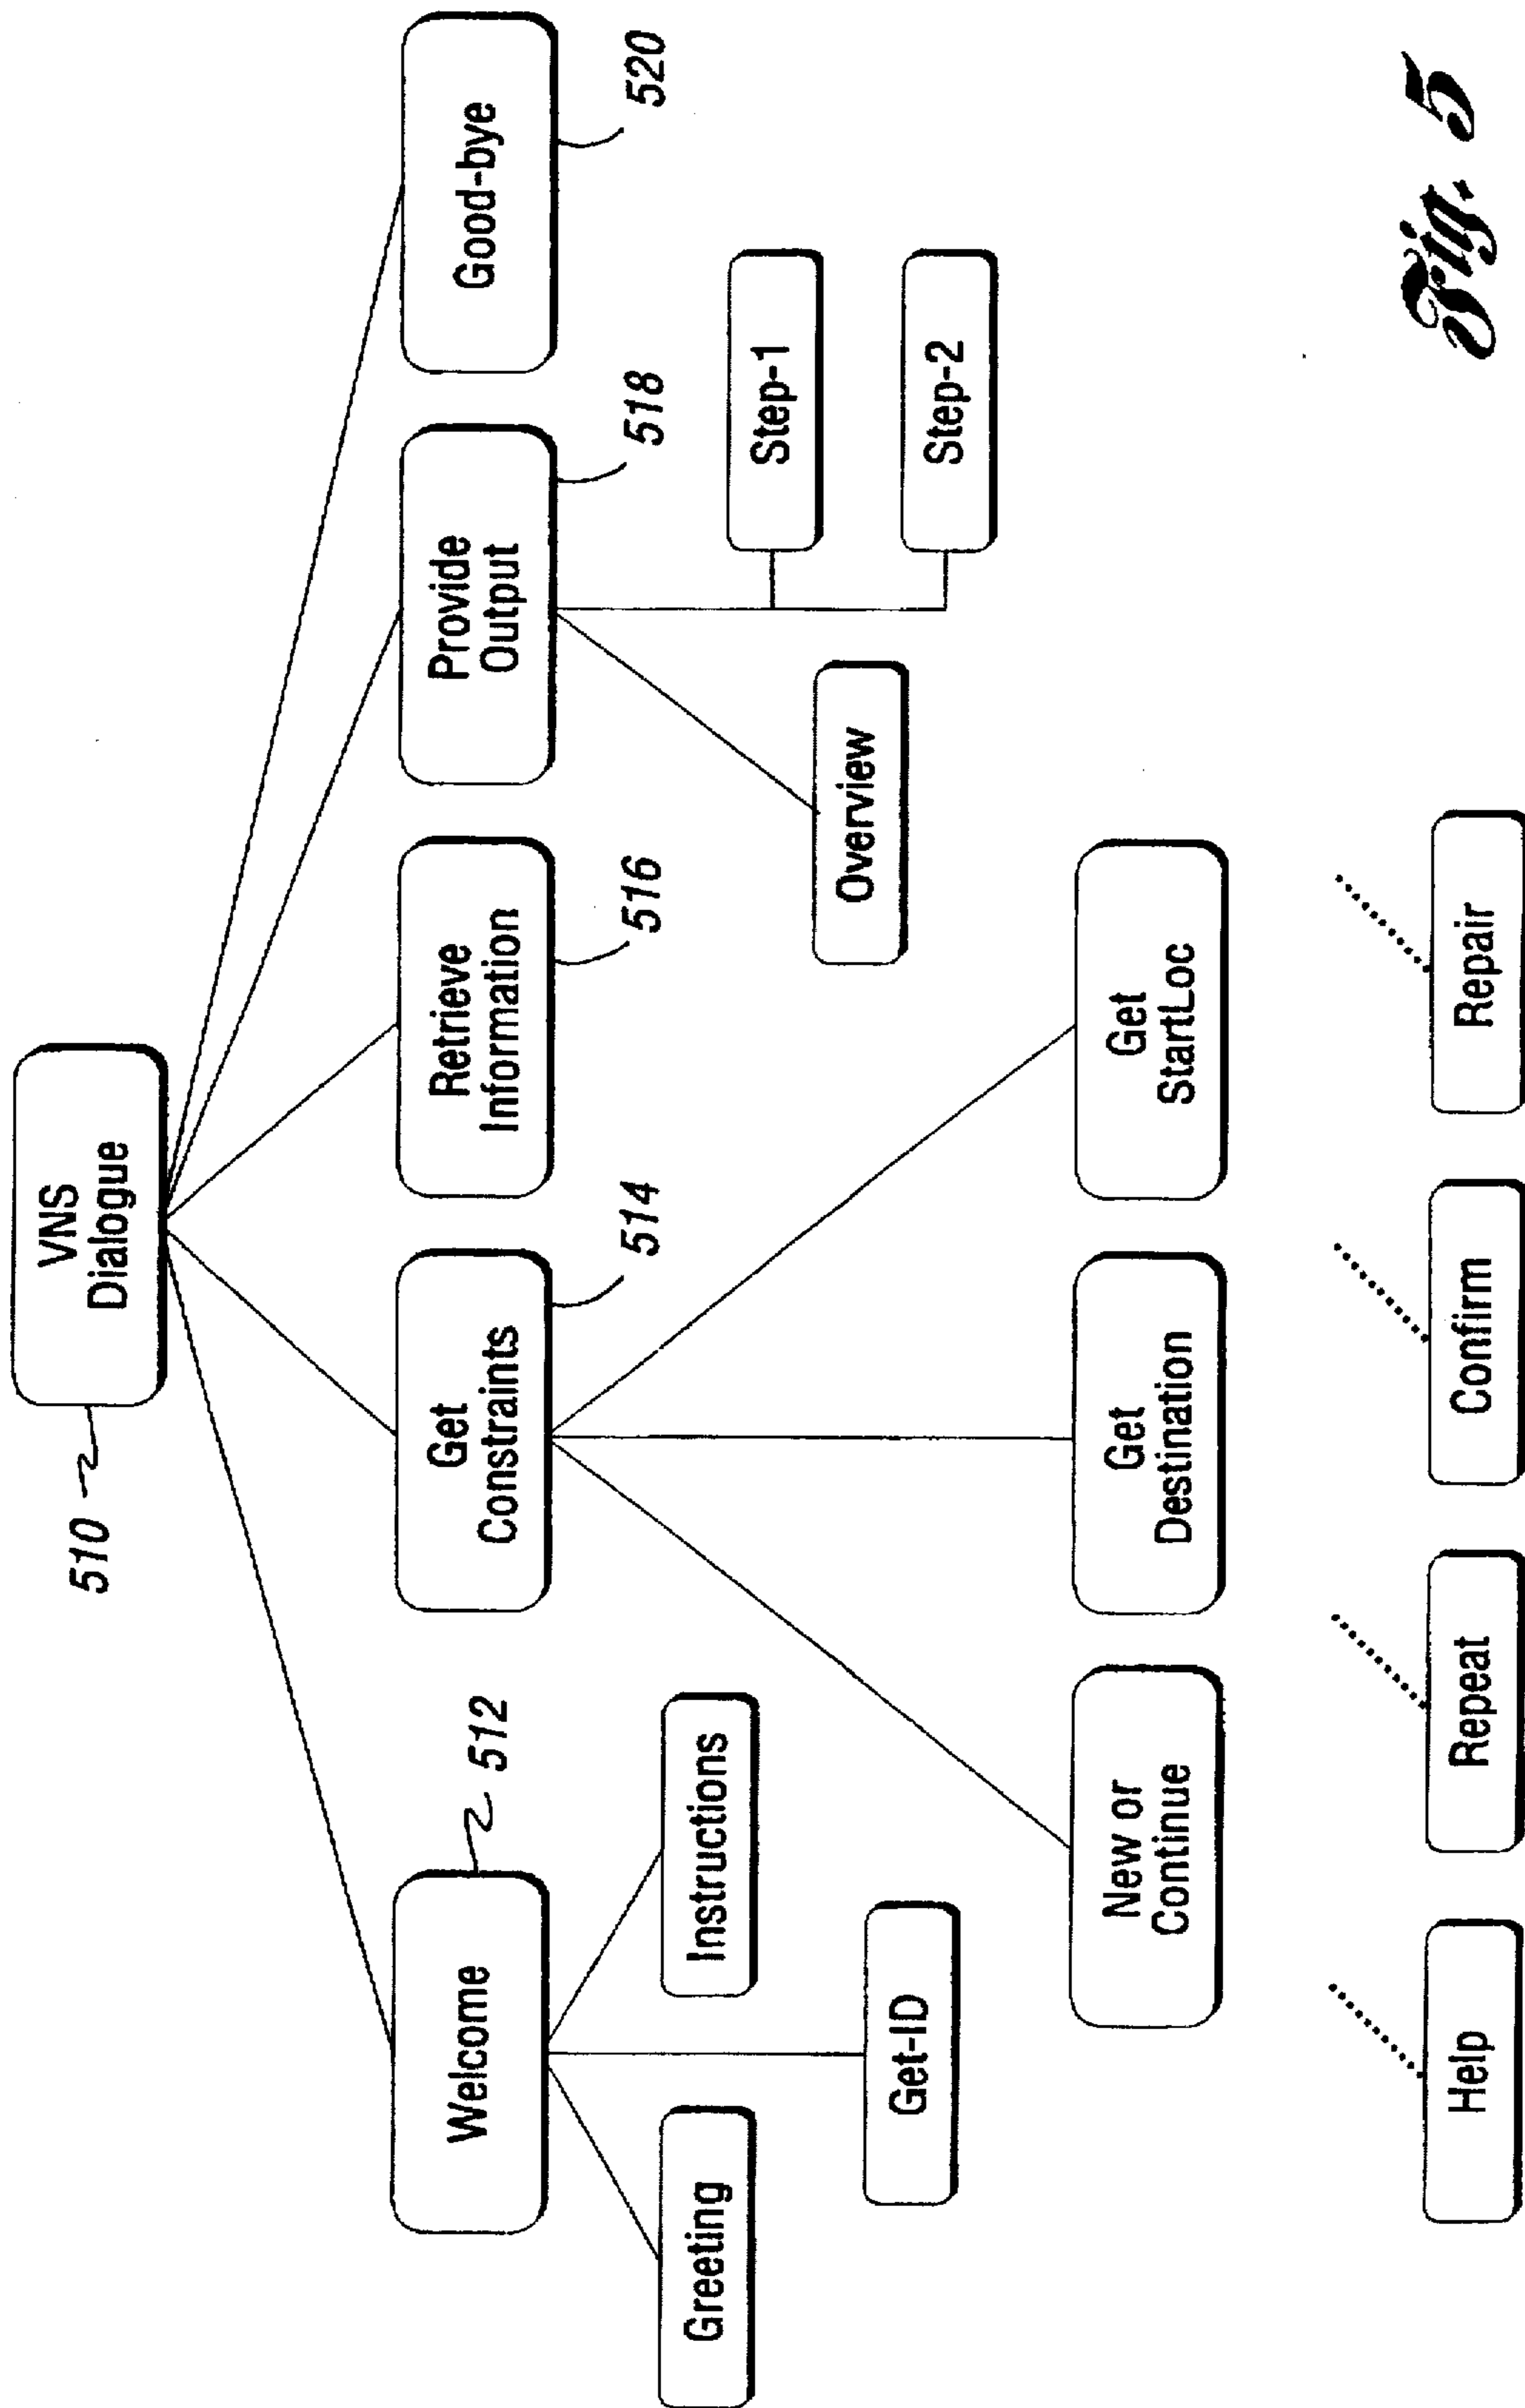 VNS
Dialogue
510
Welcome
512
Get
Constraints
514
Retrieve
Information
516
Provide
Output
518
Good-bye
520
Greeting
Get-ID
Instructions
Overview
Step-1
Step-2
New or
Continue
Get
Destination
Get
StartLoc
Help
Repeat
Confirm
Repair
Fig. 5